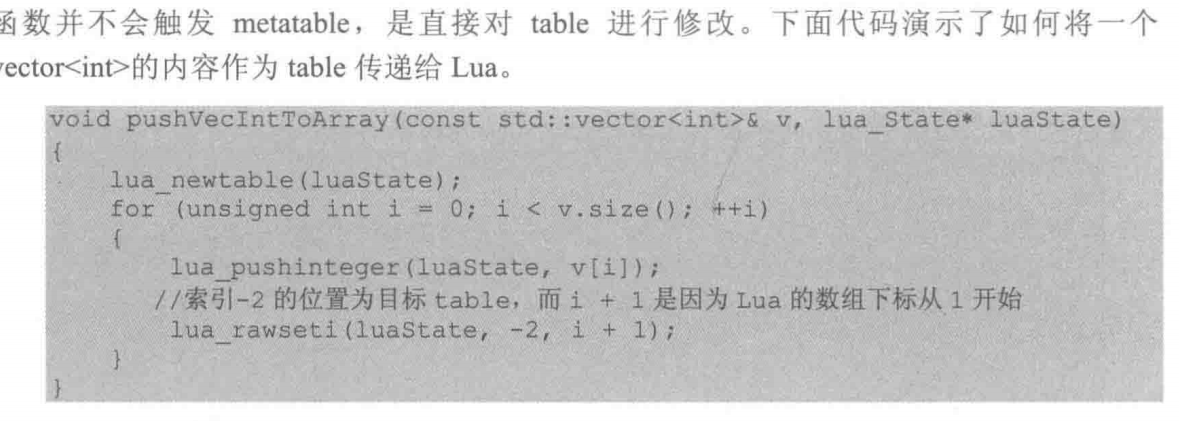 函数并不会触发 metatable，是直接对 table 进行修改。下面代码演示了如何将一个
vector<int>的内容作为 table 传递给 Lua。
void pushVecIntToArray(const std::vector<int>& v, lua_State* luaState)
{
lua_newtable(luaState);
for (unsigned int i = 0; i < v.size(); ++i)
{
lua_pushinteger(luaState, v[i]);
//索引-2 的位置为目标 table，而 i + 1 是因为 Lua 的数组下标从 1 开始
lua_rawseti(luaState, -2, i + 1);
}
}